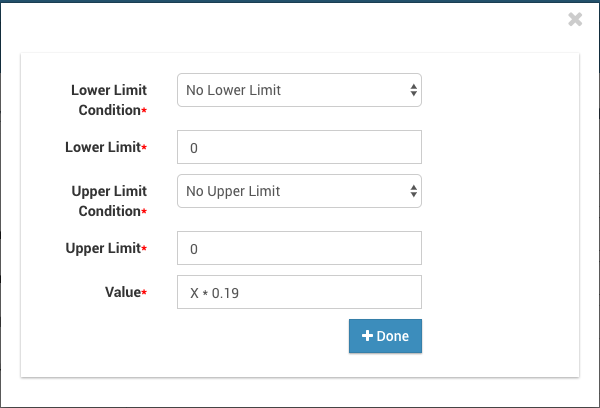 Lower Limit
Condition*
No Lower Limit
Lower Limit*
0
Upper Limit
Condition*
No Upper Limit
Upper Limit*
0
Value*
X * 0.19
Done